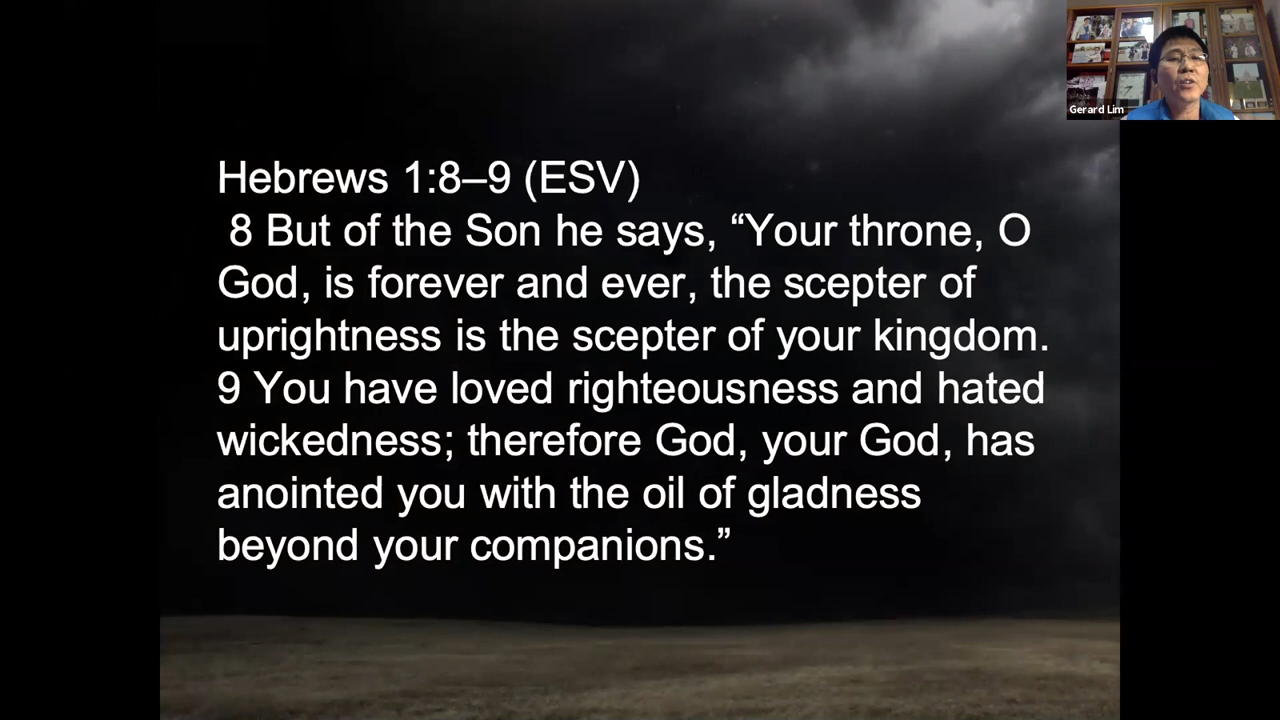 Gerard Lim
Hebrews 1:8–9 (ESV)
8 But of the Son he says, “Your throne, O
God, is forever and ever, the scepter of
uprightness is the scepter of your kingdom.
9 You have loved righteousness and hated
wickedness; therefore God, your God, has
anointed you with the oil of gladness
beyond your companions.”